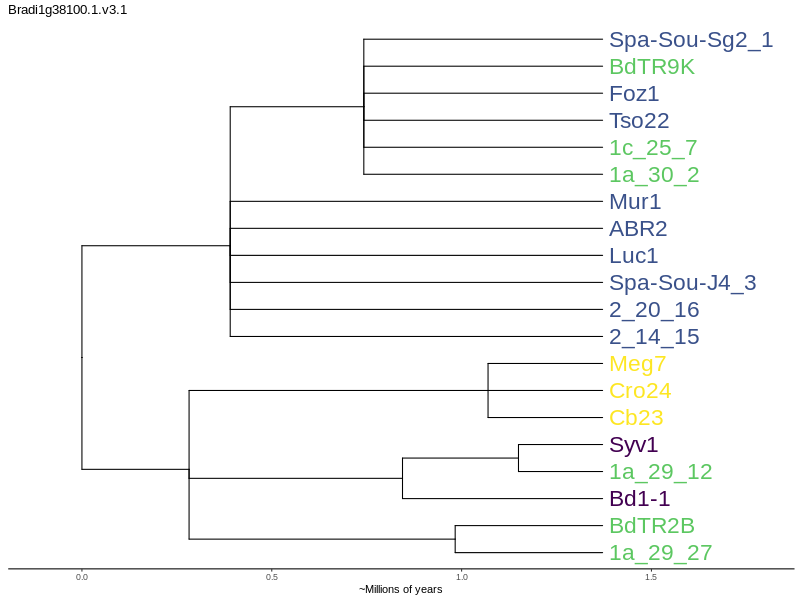 Bradi1g38100.1.v3.1
Spa-Sou-Sg2_1
BdTR9K
Foz1
Tso22
1c_25_7
1a_30_2
Mur1
ABR2
Luc1
Spa-Sou-J4_3
2_20_16
2_14_15
Meg7
Cro24
Cb23
Syv1
1a_29_12
Bd1-1
BdTR2B
1a_29_27
0.0 0.5 1.0 1.5
~Millions of years